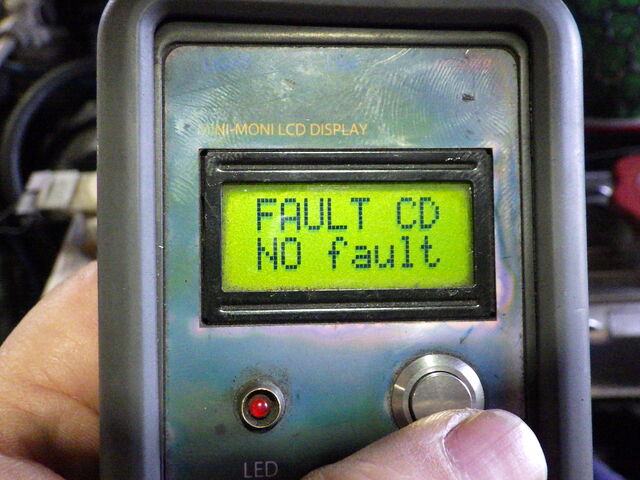 MINI-MONI LCD DISPLAY
FAULT CD
NO fault
LED